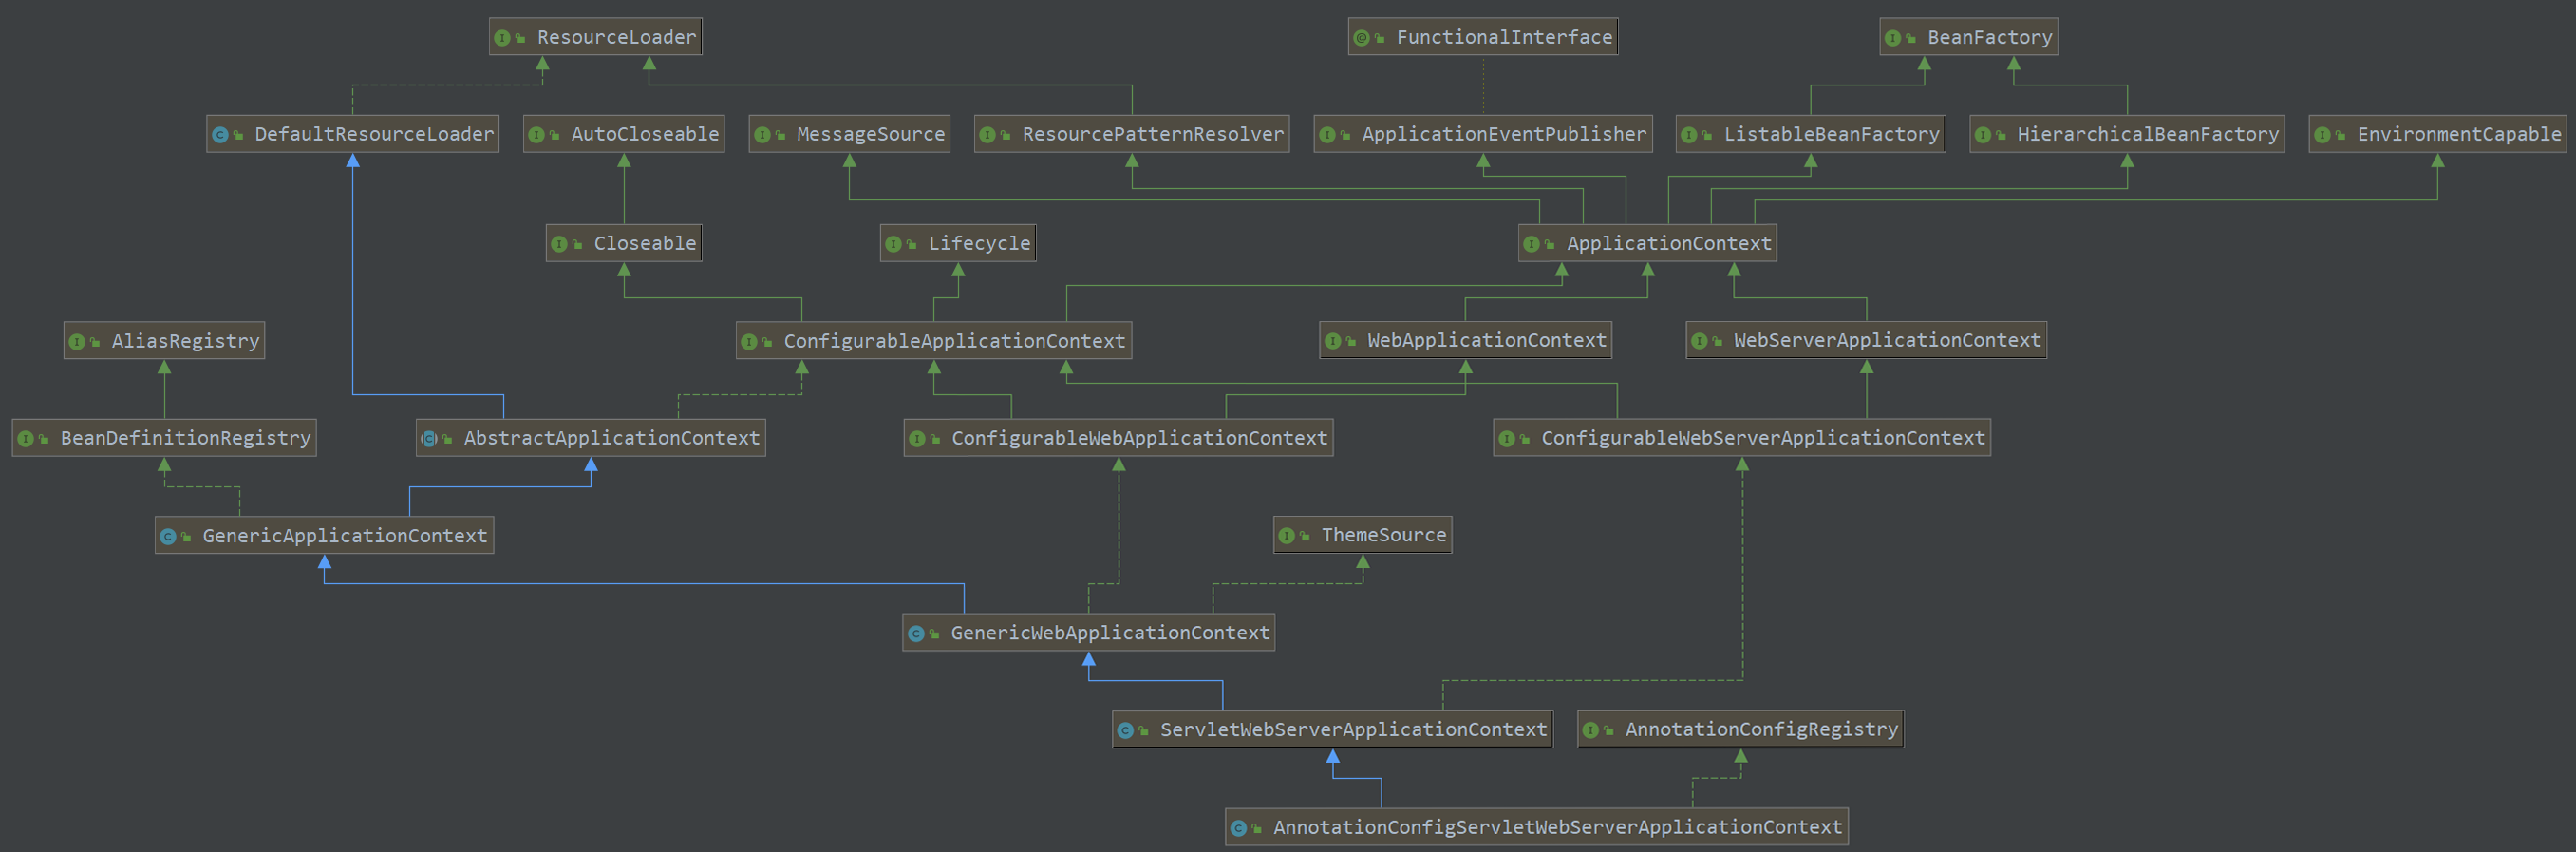 ResourceLoader
FunctionalInterface
BeanFactory
DefaultResourceLoader
AutoCloseable
MessageSource
ResourcePatternResolver
ApplicationEventPublisher
ListableBeanFactory
HierarchicalBeanFactory
EnvironmentCapable
Closeable
Lifecycle
ApplicationContext
AliasRegistry
ConfigurableApplicationContext
WebApplicationContext
WebServerApplicationContext
BeanDefinitionRegistry
AbstractApplicationContext
ConfigurableWebApplicationContext
ConfigurableWebServerApplicationContext
GenericApplicationContext
ThemeSource
GenericWebApplicationContext
ServletWebServerApplicationContext
AnnotationConfigRegistry
AnnotationConfigServletWebServerApplicationContext